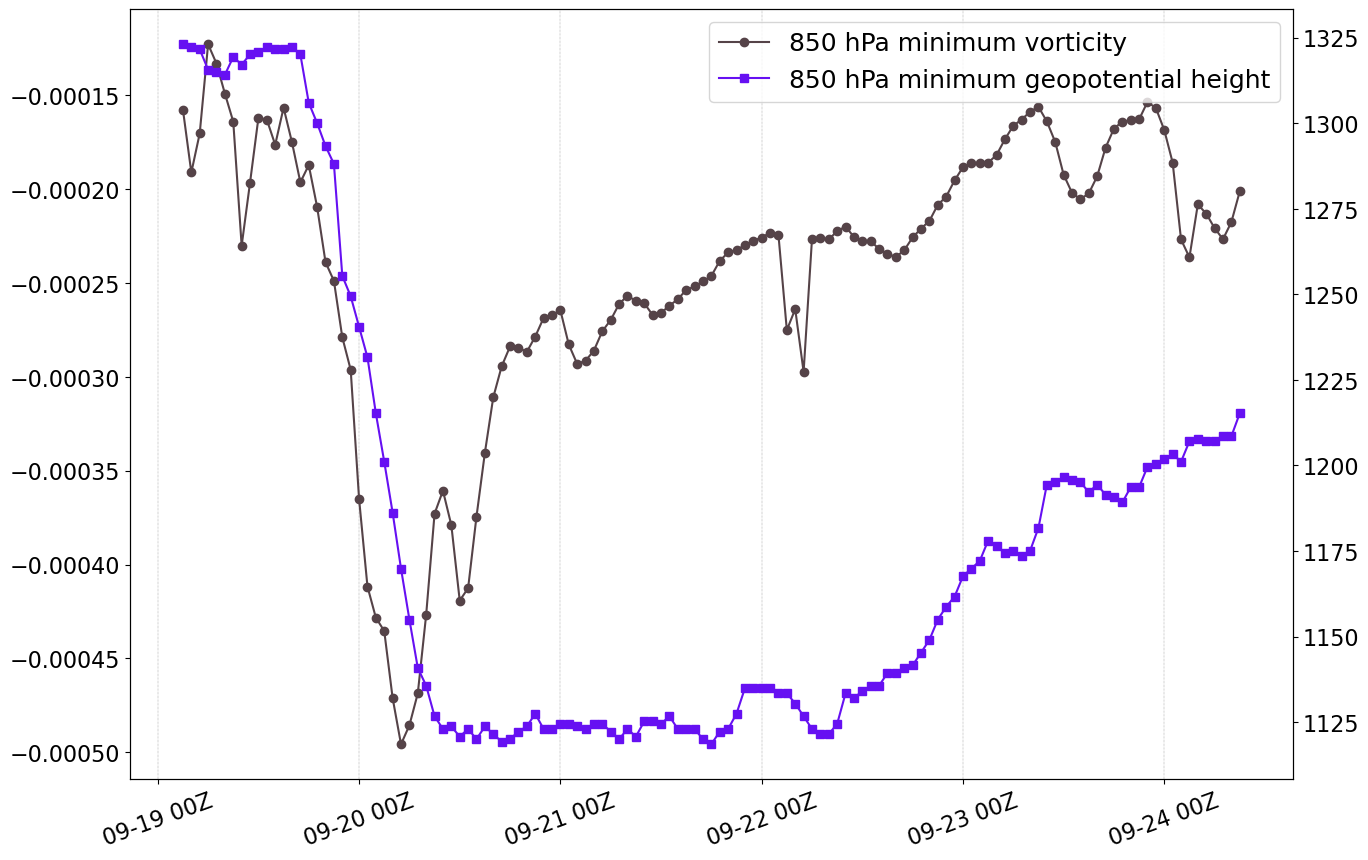 850 hPa minimum vorticity
850 hPa minimum geopotential height
−0.00015
−0.00020
−0.00025
−0.00030
−0.00035
−0.00040
−0.00045
−0.00050
1325
1300
1275
1250
1225
1200
1175
1150
1125
09-19 00Z
09-20 00Z
09-21 00Z
09-22 00Z
09-23 00Z
09-24 00Z